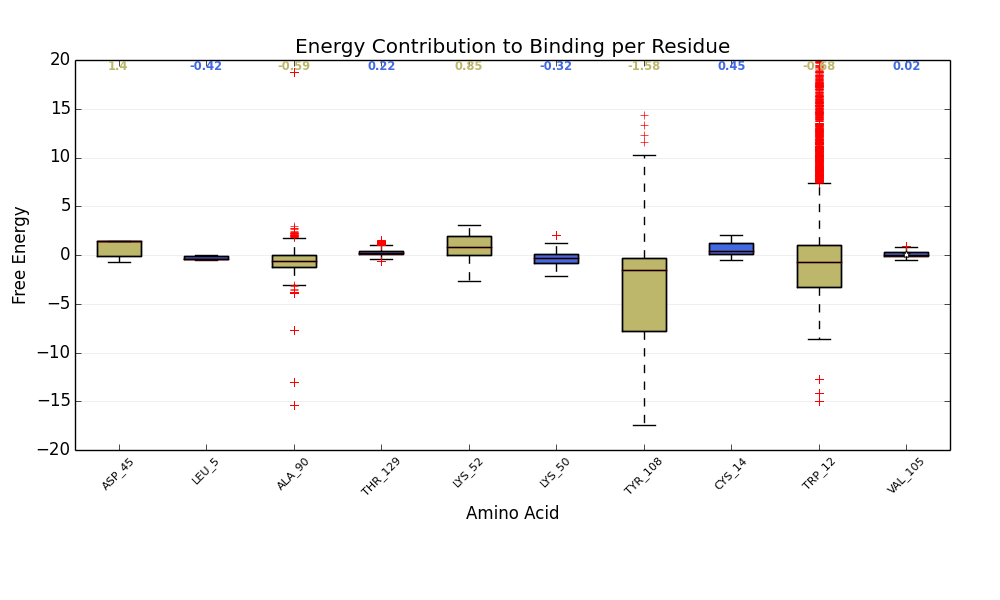 Energy Contribution to Binding per Residue
1.4 -0.42 -0.59 0.22 0.85 -0.32 -1.58 0.45 -0.68 0.02
20
15
10
5
0
−5
−10
−15
−20
Free Energy
ASP_45 LEU_5 ALA_90 THR_129 LYS_52 LYS_50 TYR_108 CYS_14 TRP_12 VAL_105
Amino Acid